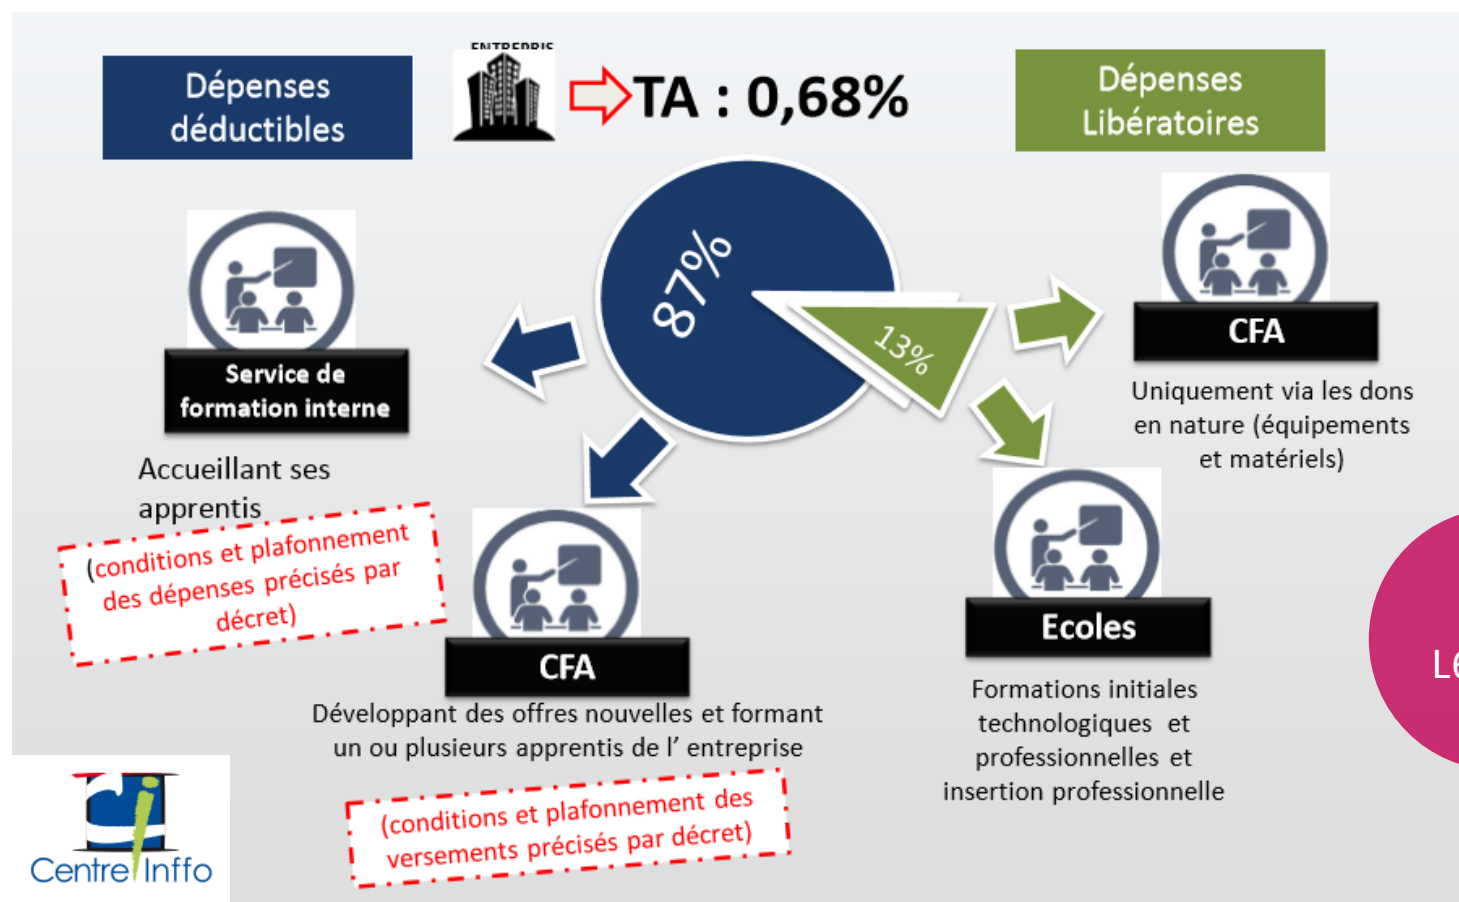 Dépenses
déductibles
TA : 0,68%
Dépenses
Libératoires
87%
13%
Service de
formation interne
Accueillant ses
apprentis
(conditions et plafonnement
des dépenses précisés par
décret)
CFA
Développant des offres nouvelles et formant
un ou plusieurs apprentis de l’ entreprise
(conditions et plafonnement des
versements précisés par décret)
CFA
Uniquement via les dons
en nature (équipements
et matériels)
Ecoles
Formations initiales
technologiques et
professionnelles et
insertion professionnelle
Centre Inffo